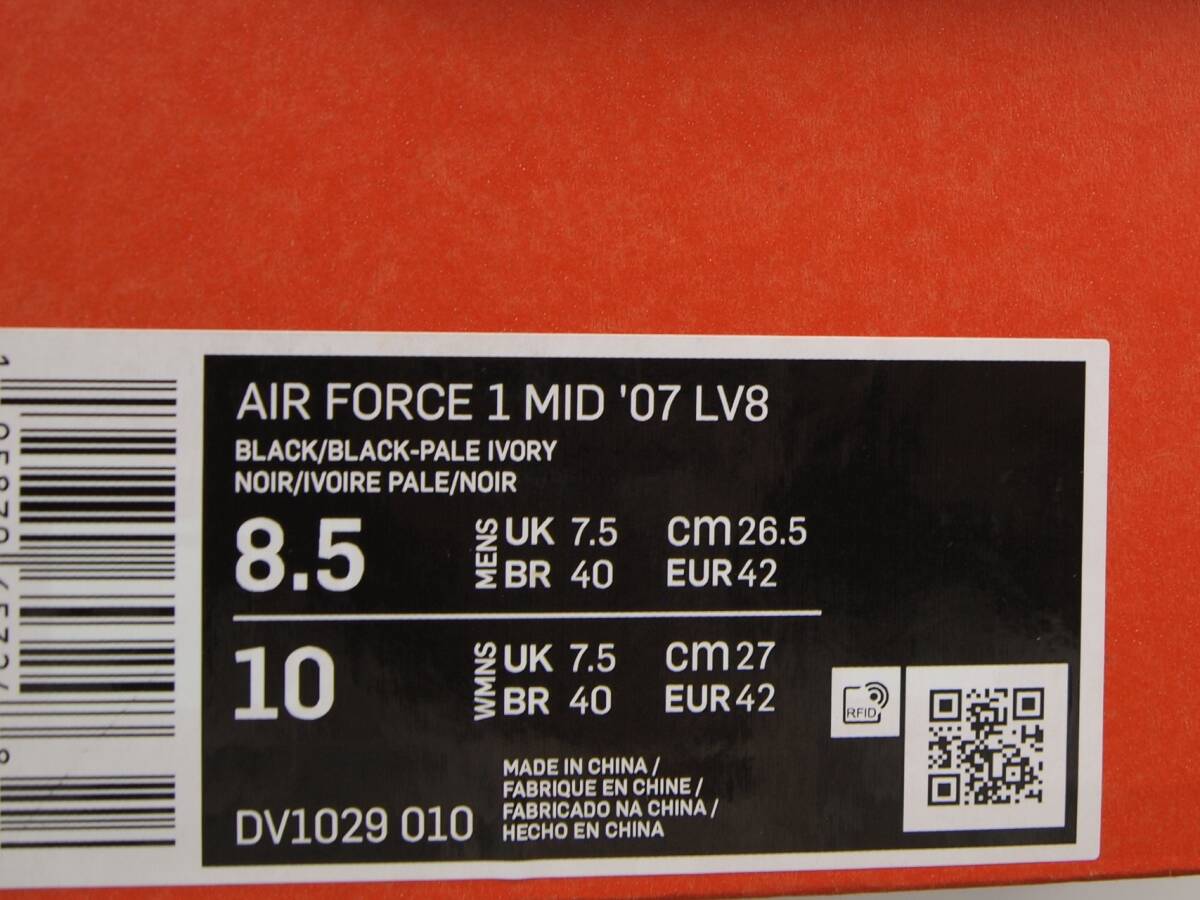 AIR FORCE 1 MID '07 LV8
BLACK/BLACK-PALE IVORY
NOIR/IVOIRE PALE/NOIR
8.5 MENS UK 7.5 cm 26.5
BR 40 EUR 42
10 WMNS UK 7.5 cm 27
BR 40 EUR 42
RFID
MADE IN CHINA /
FABRIQUE EN CHINE /
FABRICADO NA CHINA /
HECHO EN CHINA
DV1029 010